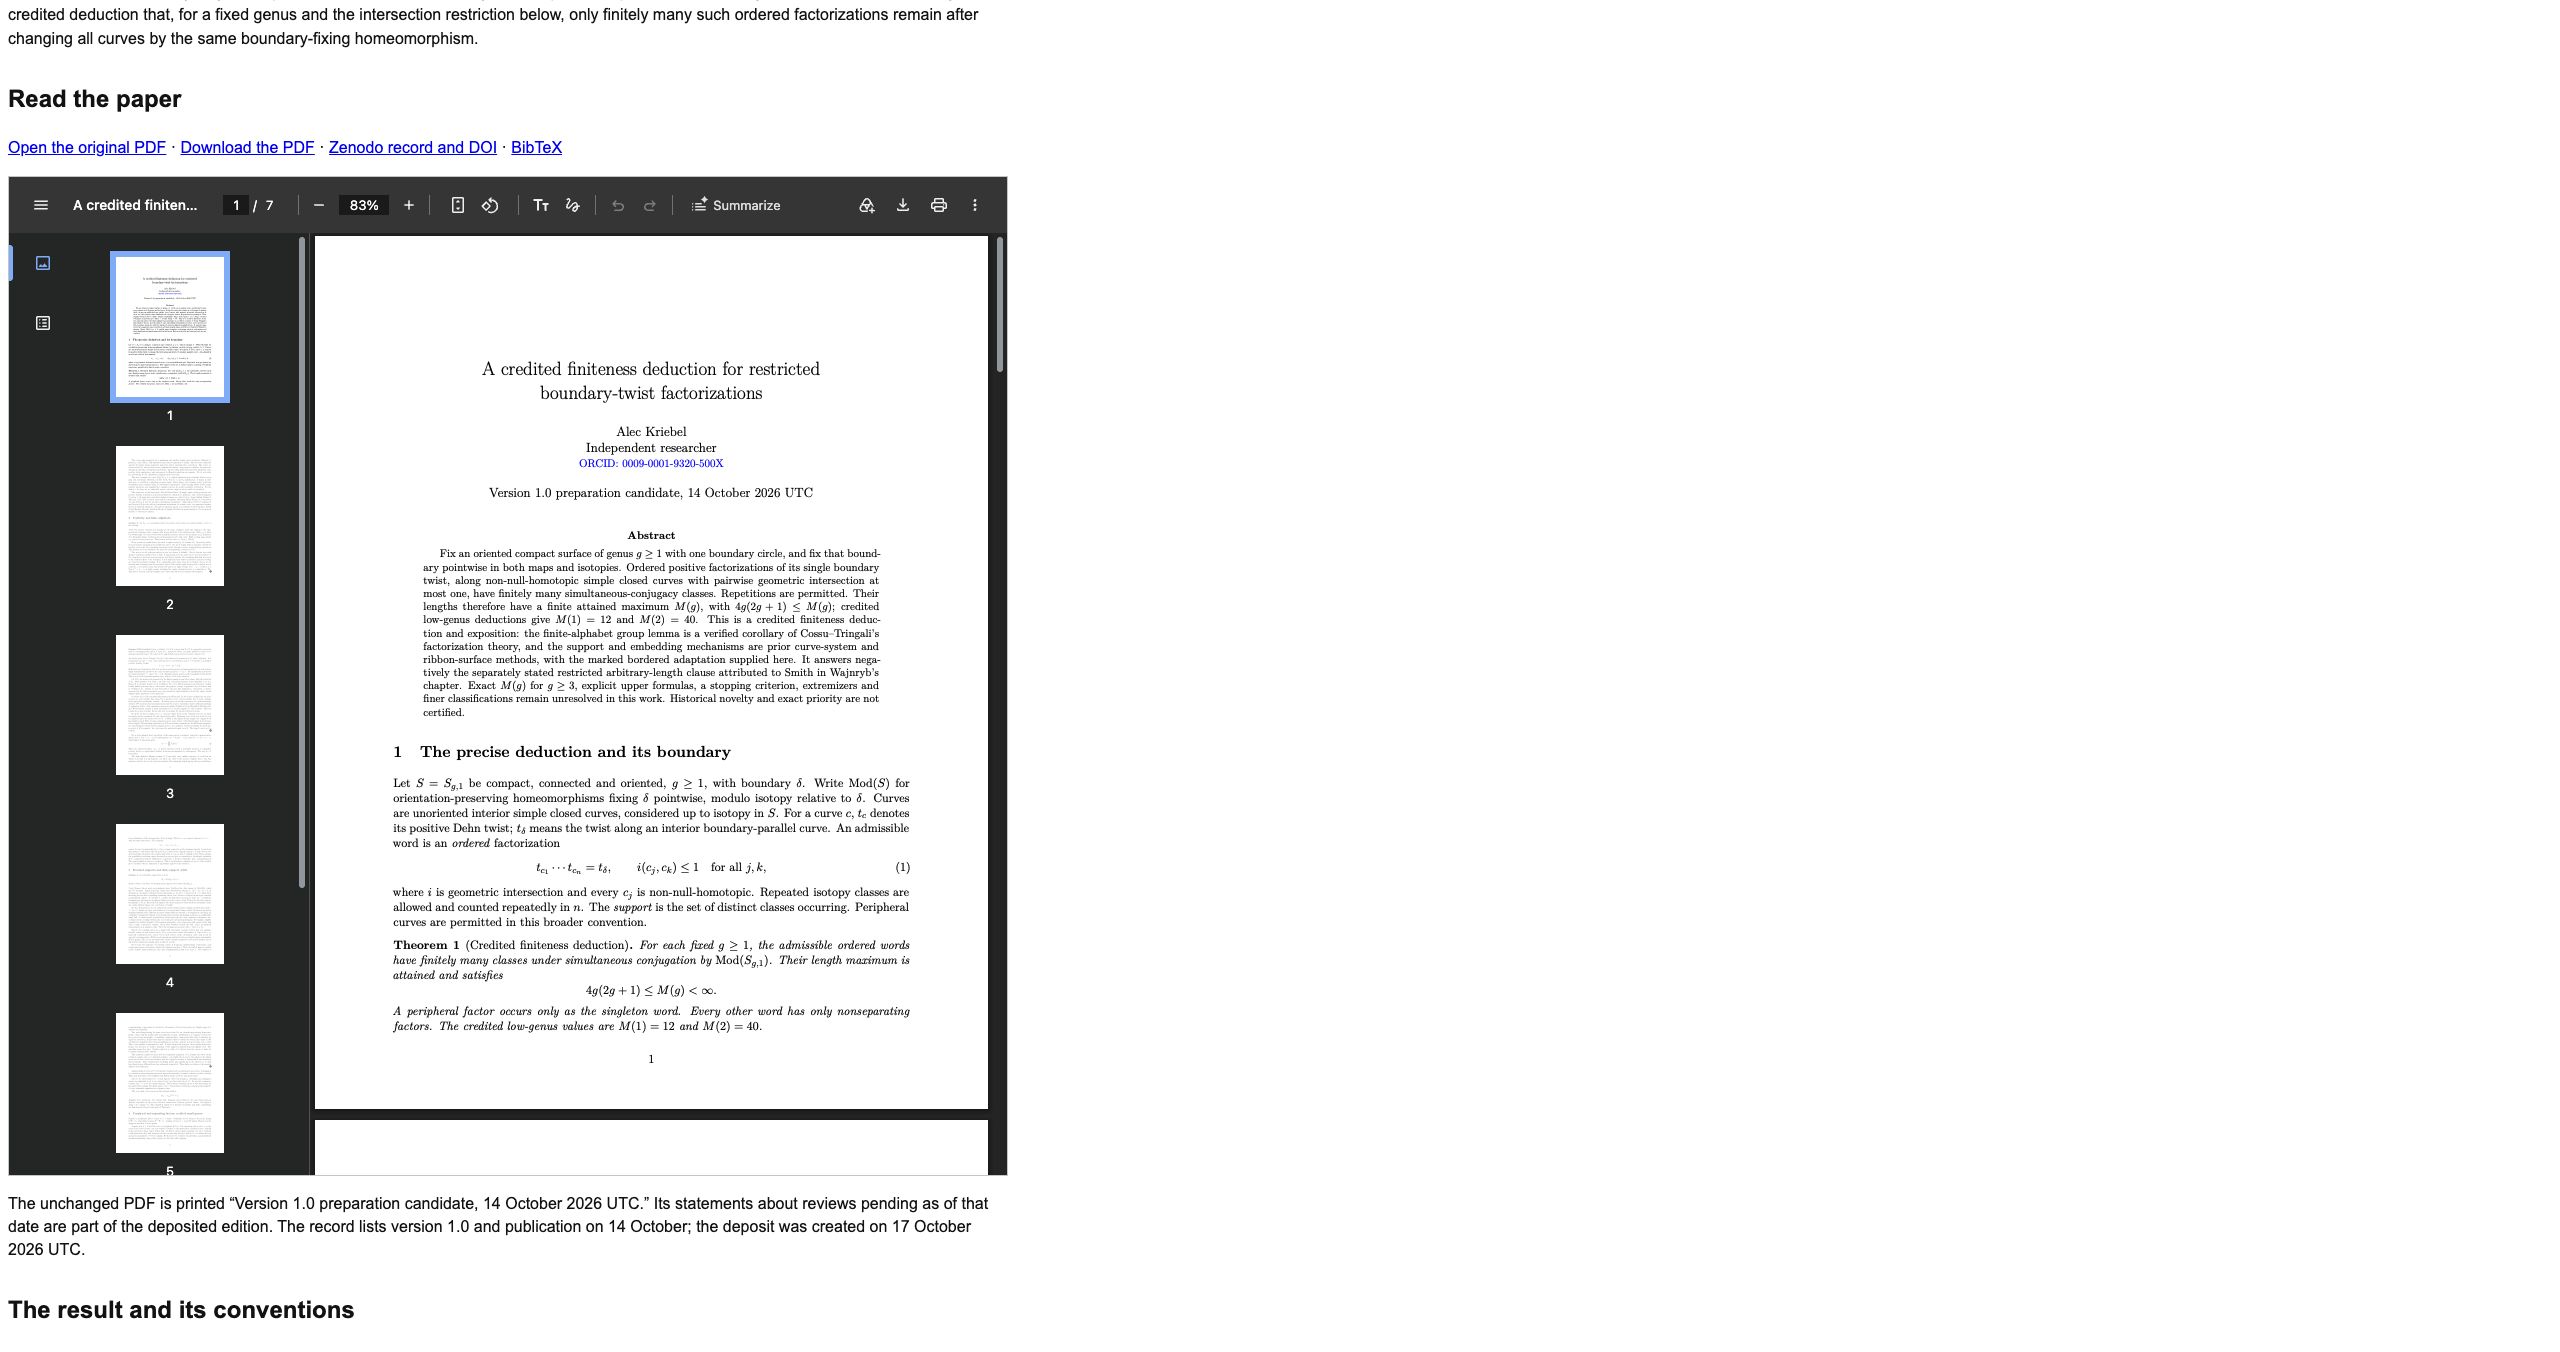 credited deduction that, for a fixed genus and the intersection restriction below, only finitely many such ordered factorizations remain after
changing all curves by the same boundary-fixing homeomorphism.
Read the paper
Open the original PDF · Download the PDF · Zenodo record and DOI · BibTeX
A credited finiten... 1 / 7 − 83% + Summarize
1
2
3
4
5
A credited finiteness deduction for restricted
boundary-twist factorizations
Alec Kriebel
Independent researcher
ORCID: 0009-0001-9320-500X
Version 1.0 preparation candidate, 14 October 2026 UTC
Abstract
Fix an oriented compact surface of genus g ≥ 1 with one boundary circle, and fix that bound-
ary pointwise in both maps and isotopies. Ordered positive factorizations of its single boundary
twist, along non-null-homotopic simple closed curves with pairwise geometric intersection at
most one, have finitely many simultaneous-conjugacy classes. Repetitions are permitted. Their
lengths therefore have a finite attained maximum M(g), with 4g(2g + 1) ≤ M(g); credited
low-genus deductions give M(1) = 12 and M(2) = 40. This is a credited finiteness deduc-
tion and exposition: the finite-alphabet group lemma is a verified corollary of Cossu–Tringali's
factorization theory, and the support and embedding mechanisms are prior curve-system and
ribbon-surface methods, with the marked bordered adaptation supplied here. It answers nega-
tively the separately stated restricted arbitrary-length clause attributed to Smith in Wajnryb's
chapter. Exact M(g) for g ≥ 3, explicit upper formulas, a stopping criterion, extremizers and
finer classifications remain unresolved in this work. Historical novelty and exact priority are not
certified.
1 The precise deduction and its boundary
Let S = S_{g,1} be compact, connected and oriented, g ≥ 1, with boundary δ. Write Mod(S) for
orientation-preserving homeomorphisms fixing δ pointwise, modulo isotopy relative to δ. Curves
are unoriented interior simple closed curves, considered up to isotopy in S. For a curve c, t_c denotes
its positive Dehn twist; t_δ means the twist along an interior boundary-parallel curve. An admissible
word is an ordered factorization
t_{c_1} ⋯ t_{c_n} = t_δ, i(c_j, c_k) ≤ 1 for all j, k, (1)
where i is geometric intersection and every c_j is non-null-homotopic. Repeated isotopy classes are
allowed and counted repeatedly in n. The support is the set of distinct classes occurring. Peripheral
curves are permitted in this broader convention.
Theorem 1 (Credited finiteness deduction). For each fixed g ≥ 1, the admissible ordered words
have finitely many classes under simultaneous conjugation by Mod(S_{g,1}). Their length maximum is
attained and satisfies
4g(2g + 1) ≤ M(g) < ∞.
A peripheral factor occurs only as the singleton word. Every other word has only nonseparating
factors. The credited low-genus values are M(1) = 12 and M(2) = 40.
1
The unchanged PDF is printed “Version 1.0 preparation candidate, 14 October 2026 UTC.” Its statements about reviews pending as of that
date are part of the deposited edition. The record lists version 1.0 and publication on 14 October; the deposit was created on 17 October
2026 UTC.
The result and its conventions